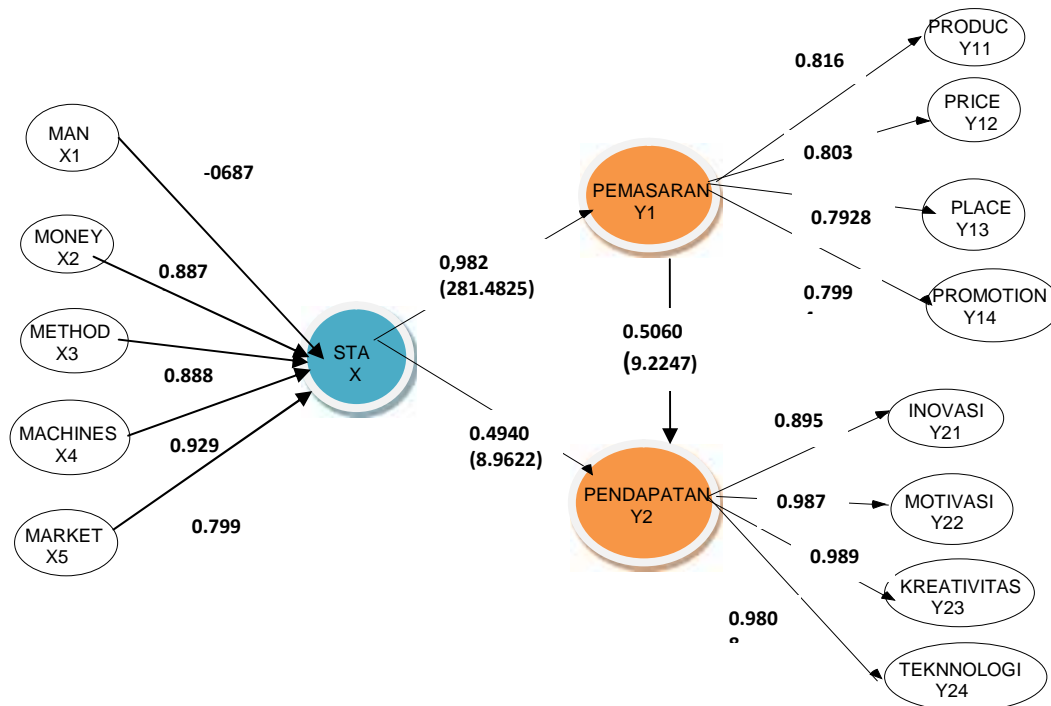 MAN
X1
MONEY
X2
METHOD
X3
MACHINES
X4
MARKET
X5
-0687
0.887
0.888
0.929
0.799
STA
X
0,982
(281.4825)
0.4940
(8.9622)
PEMASARAN
Y1
0.5060
(9.2247)
PENDAPATAN
Y2
0.816
0.803
0.7928
0.799
PRODUC
Y11
PRICE
Y12
PLACE
Y13
PROMOTION
Y14
0.895
0.987
0.989
0.980
INOVASI
Y21
MOTIVASI
Y22
KREATIVITAS
Y23
TEKNNOLOGI
Y24